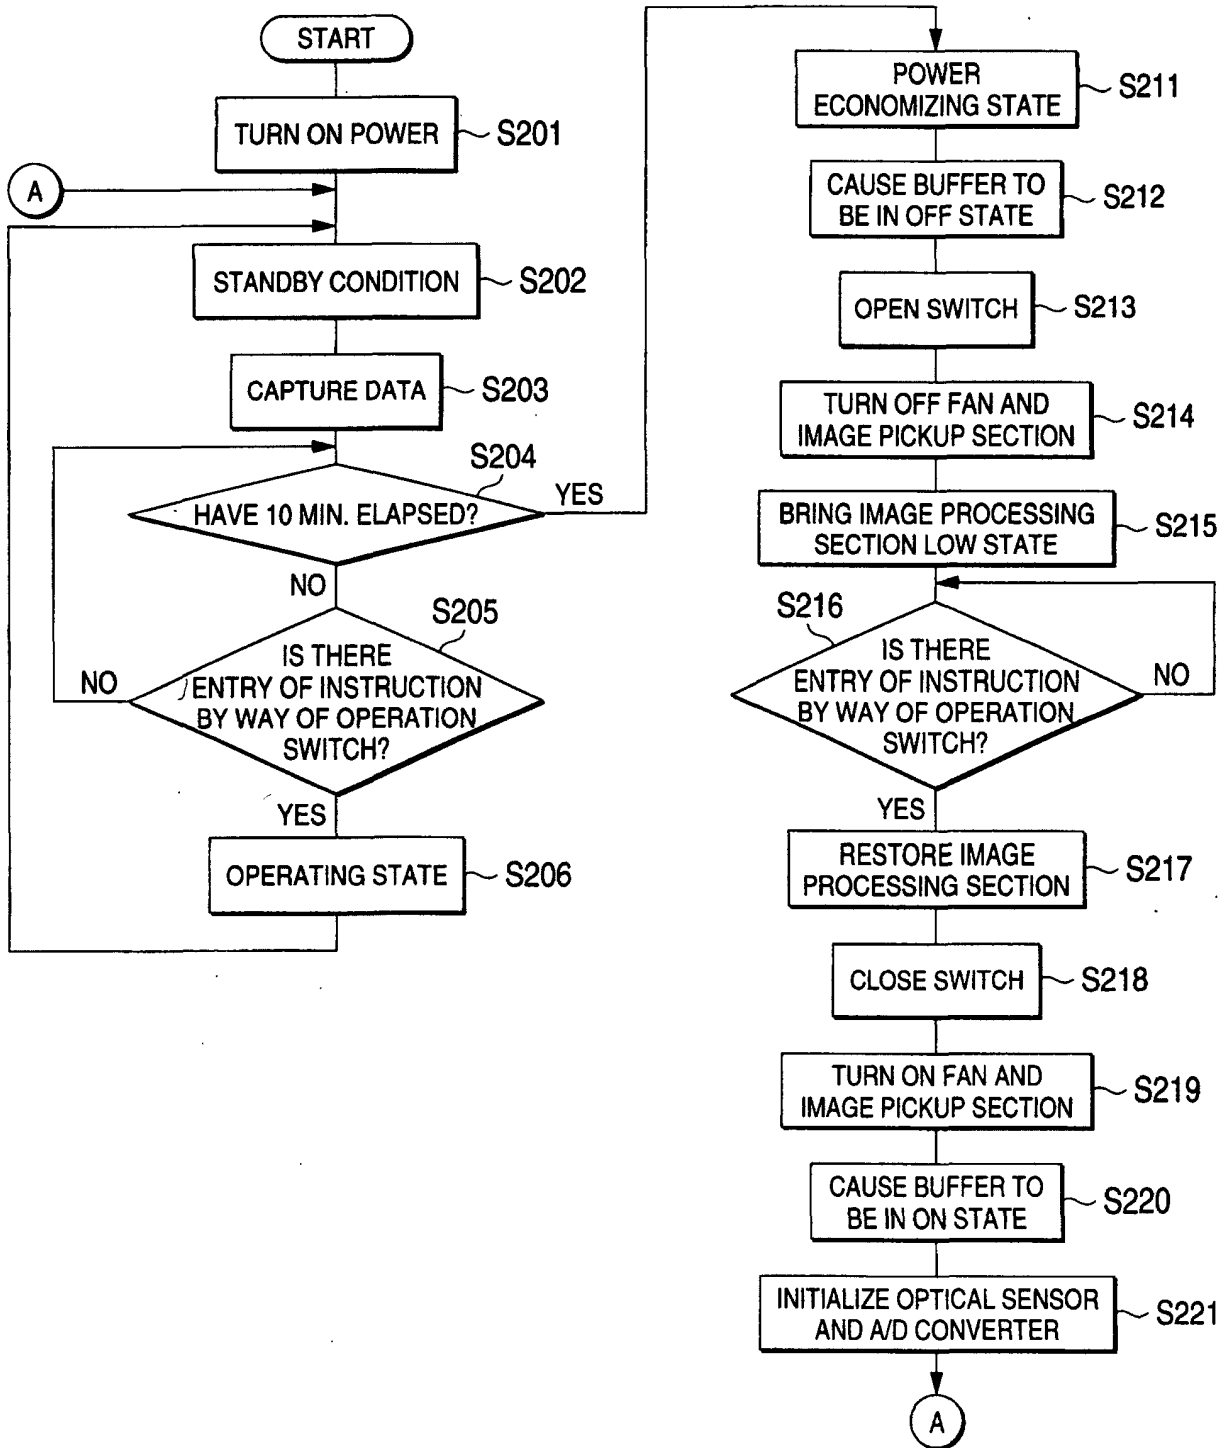 START
TURN ON POWER
S201
A
STANDBY CONDITION
S202
CAPTURE DATA
S203
S204
HAVE 10 MIN. ELAPSED?
YES
NO
S205
IS THERE
ENTRY OF INSTRUCTION
BY WAY OF OPERATION
SWITCH?
NO
YES
OPERATING STATE
S206
POWER
ECONOMIZING STATE
S211
CAUSE BUFFER TO
BE IN OFF STATE
S212
OPEN SWITCH
S213
TURN OFF FAN AND
IMAGE PICKUP SECTION
S214
BRING IMAGE PROCESSING
SECTION LOW STATE
S215
S216
IS THERE
ENTRY OF INSTRUCTION
BY WAY OF OPERATION
SWITCH?
NO
YES
RESTORE IMAGE
PROCESSING SECTION
S217
CLOSE SWITCH
S218
TURN ON FAN AND
IMAGE PICKUP SECTION
S219
CAUSE BUFFER TO
BE IN ON STATE
S220
INITIALIZE OPTICAL SENSOR
AND A/D CONVERTER
S221
A